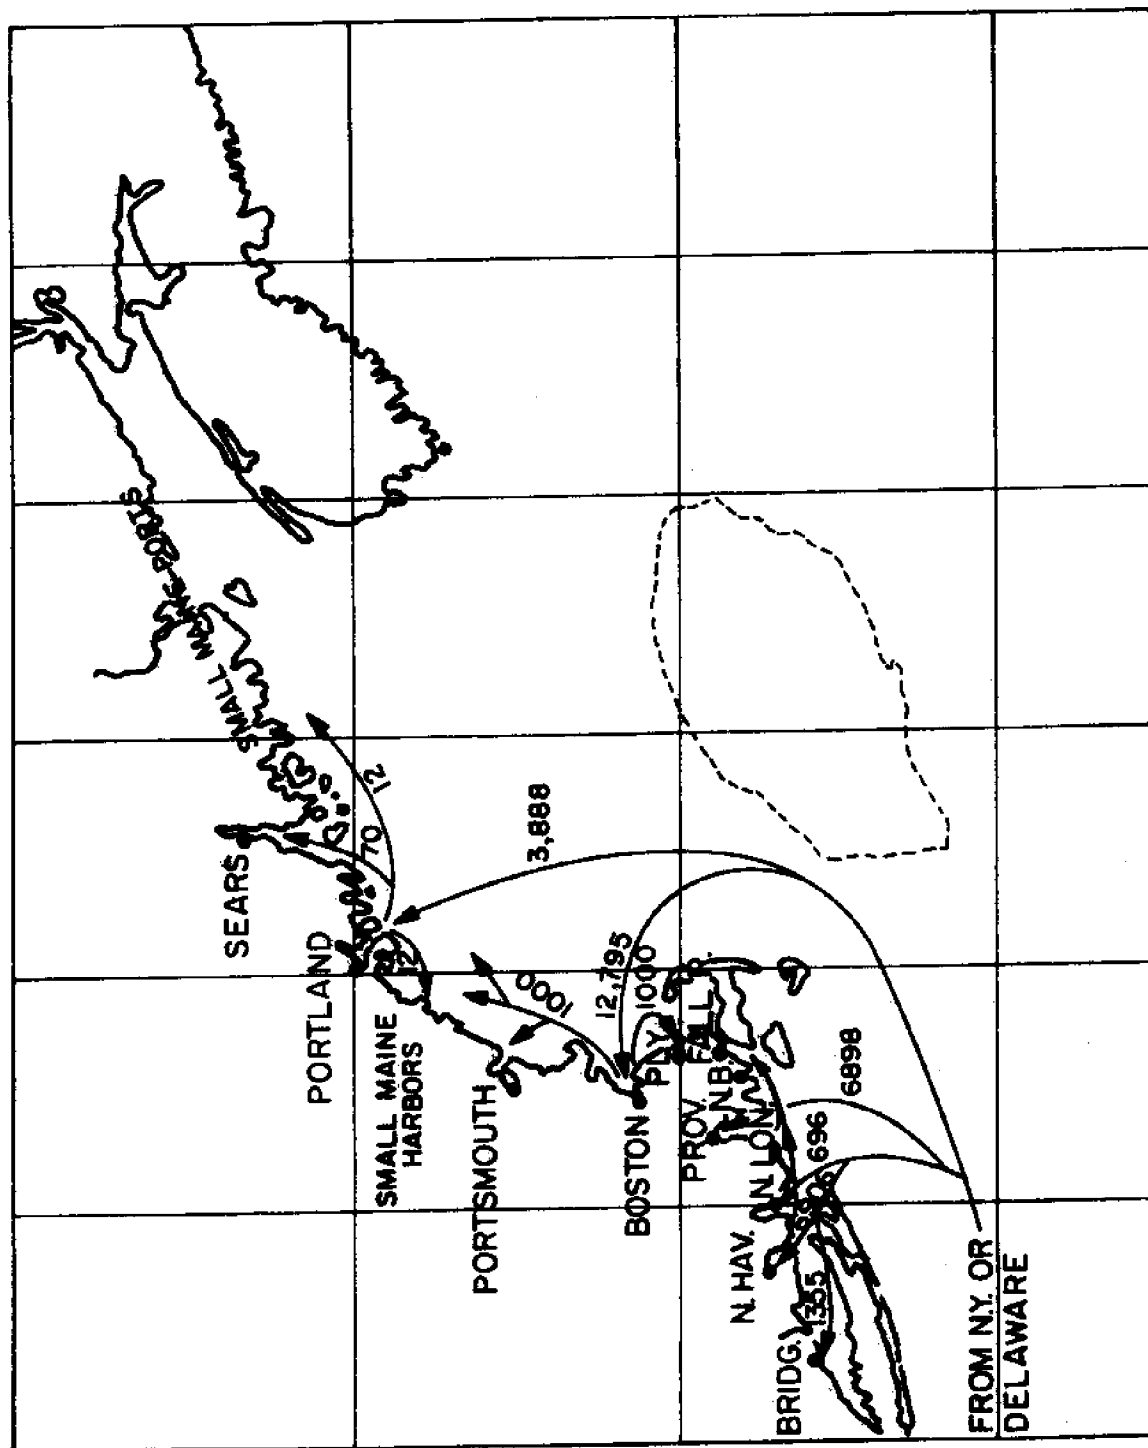 SMALL MAINE PORTS
SEARS
12
70
PORTLAND
3,888
12
SMALL MAINE
HARBORS
1000
12,795
1000
PORTSMOUTH
BOSTON
PLY.
FALL R.
N.B.
PROV.
N. LON.
6898
696
N. HAV.
1355
BRIDG.
FROM N.Y. OR
DELAWARE